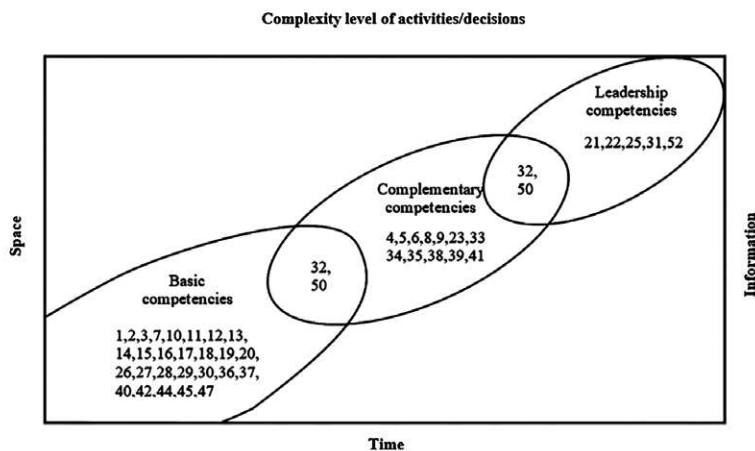 Complexity level of activities/decisions
Leadership
competencies
21,22,25,31,52
32,
50
Complementary
competencies
4,5,6,8,9,23,33
34,35,38,39,41
Space
Information
32,
50
Basic
competencies
1,2,3,7,10,11,12,13,
14,15,16,17,18,19,20,
26,27,28,29,30,36,37,
40,42,44,45,47
Time